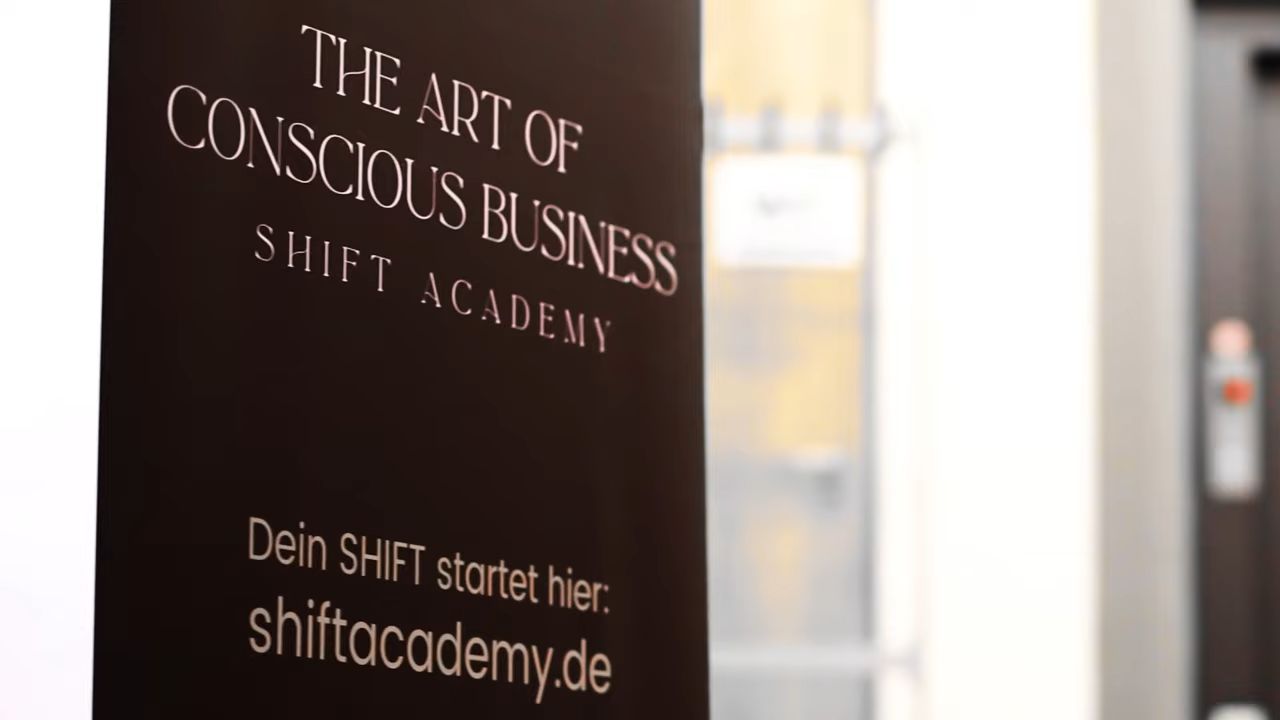 THE ART OF
CONSCIOUS BUSINESS
SHIFT ACADEMY
Dein SHIFT startet hier:
shiftacademy.de